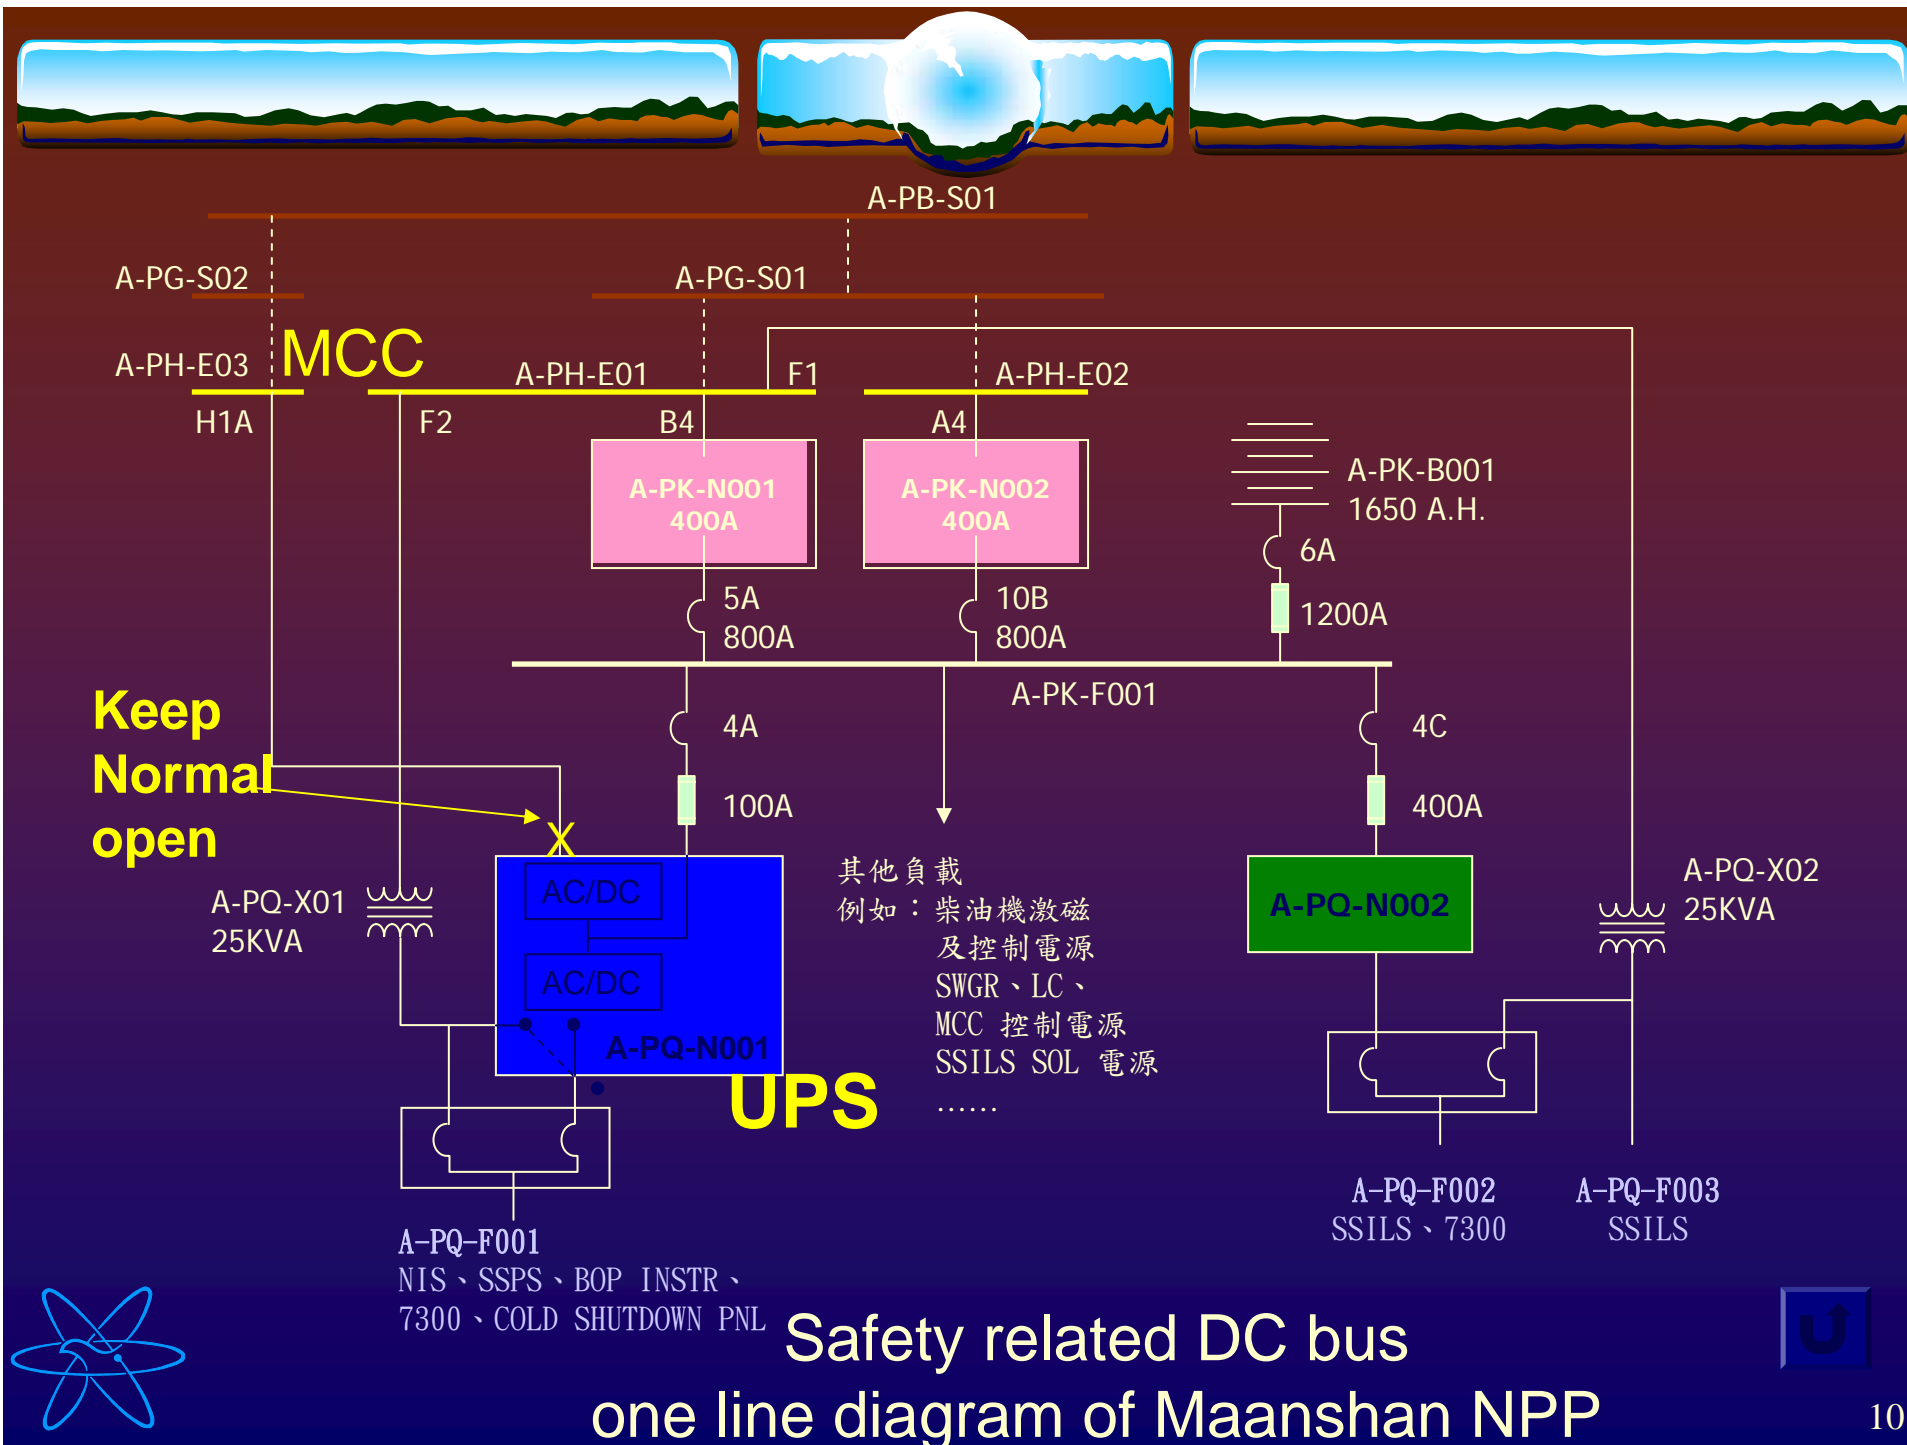 A-PB-S01
A-PG-S02
A-PG-S01
A-PH-E03
MCC
A-PH-E01
F1
A-PH-E02
H1A
F2
B4
A4
A-PK-N001
400A
A-PK-N002
400A
A-PK-B001
1650 A.H.
6A
1200A
5A
800A
10B
800A
A-PK-F001
Keep
Normal
open
4A
100A
4C
400A
A-PQ-X01
25KVA
AC/DC
AC/DC
A-PQ-N001
UPS
其他負載
例如：柴油機激磁
及控制電源
SWGR、LC、
MCC 控制電源
SSILS SOL 電源
......
A-PQ-N002
A-PQ-X02
25KVA
A-PQ-F002
SSILS、7300
A-PQ-F003
SSILS
A-PQ-F001
NIS、SSPS、BOP INSTR、
7300、COLD SHUTDOWN PNL
X
Safety related DC bus
one line diagram of Maanshan NPP
10